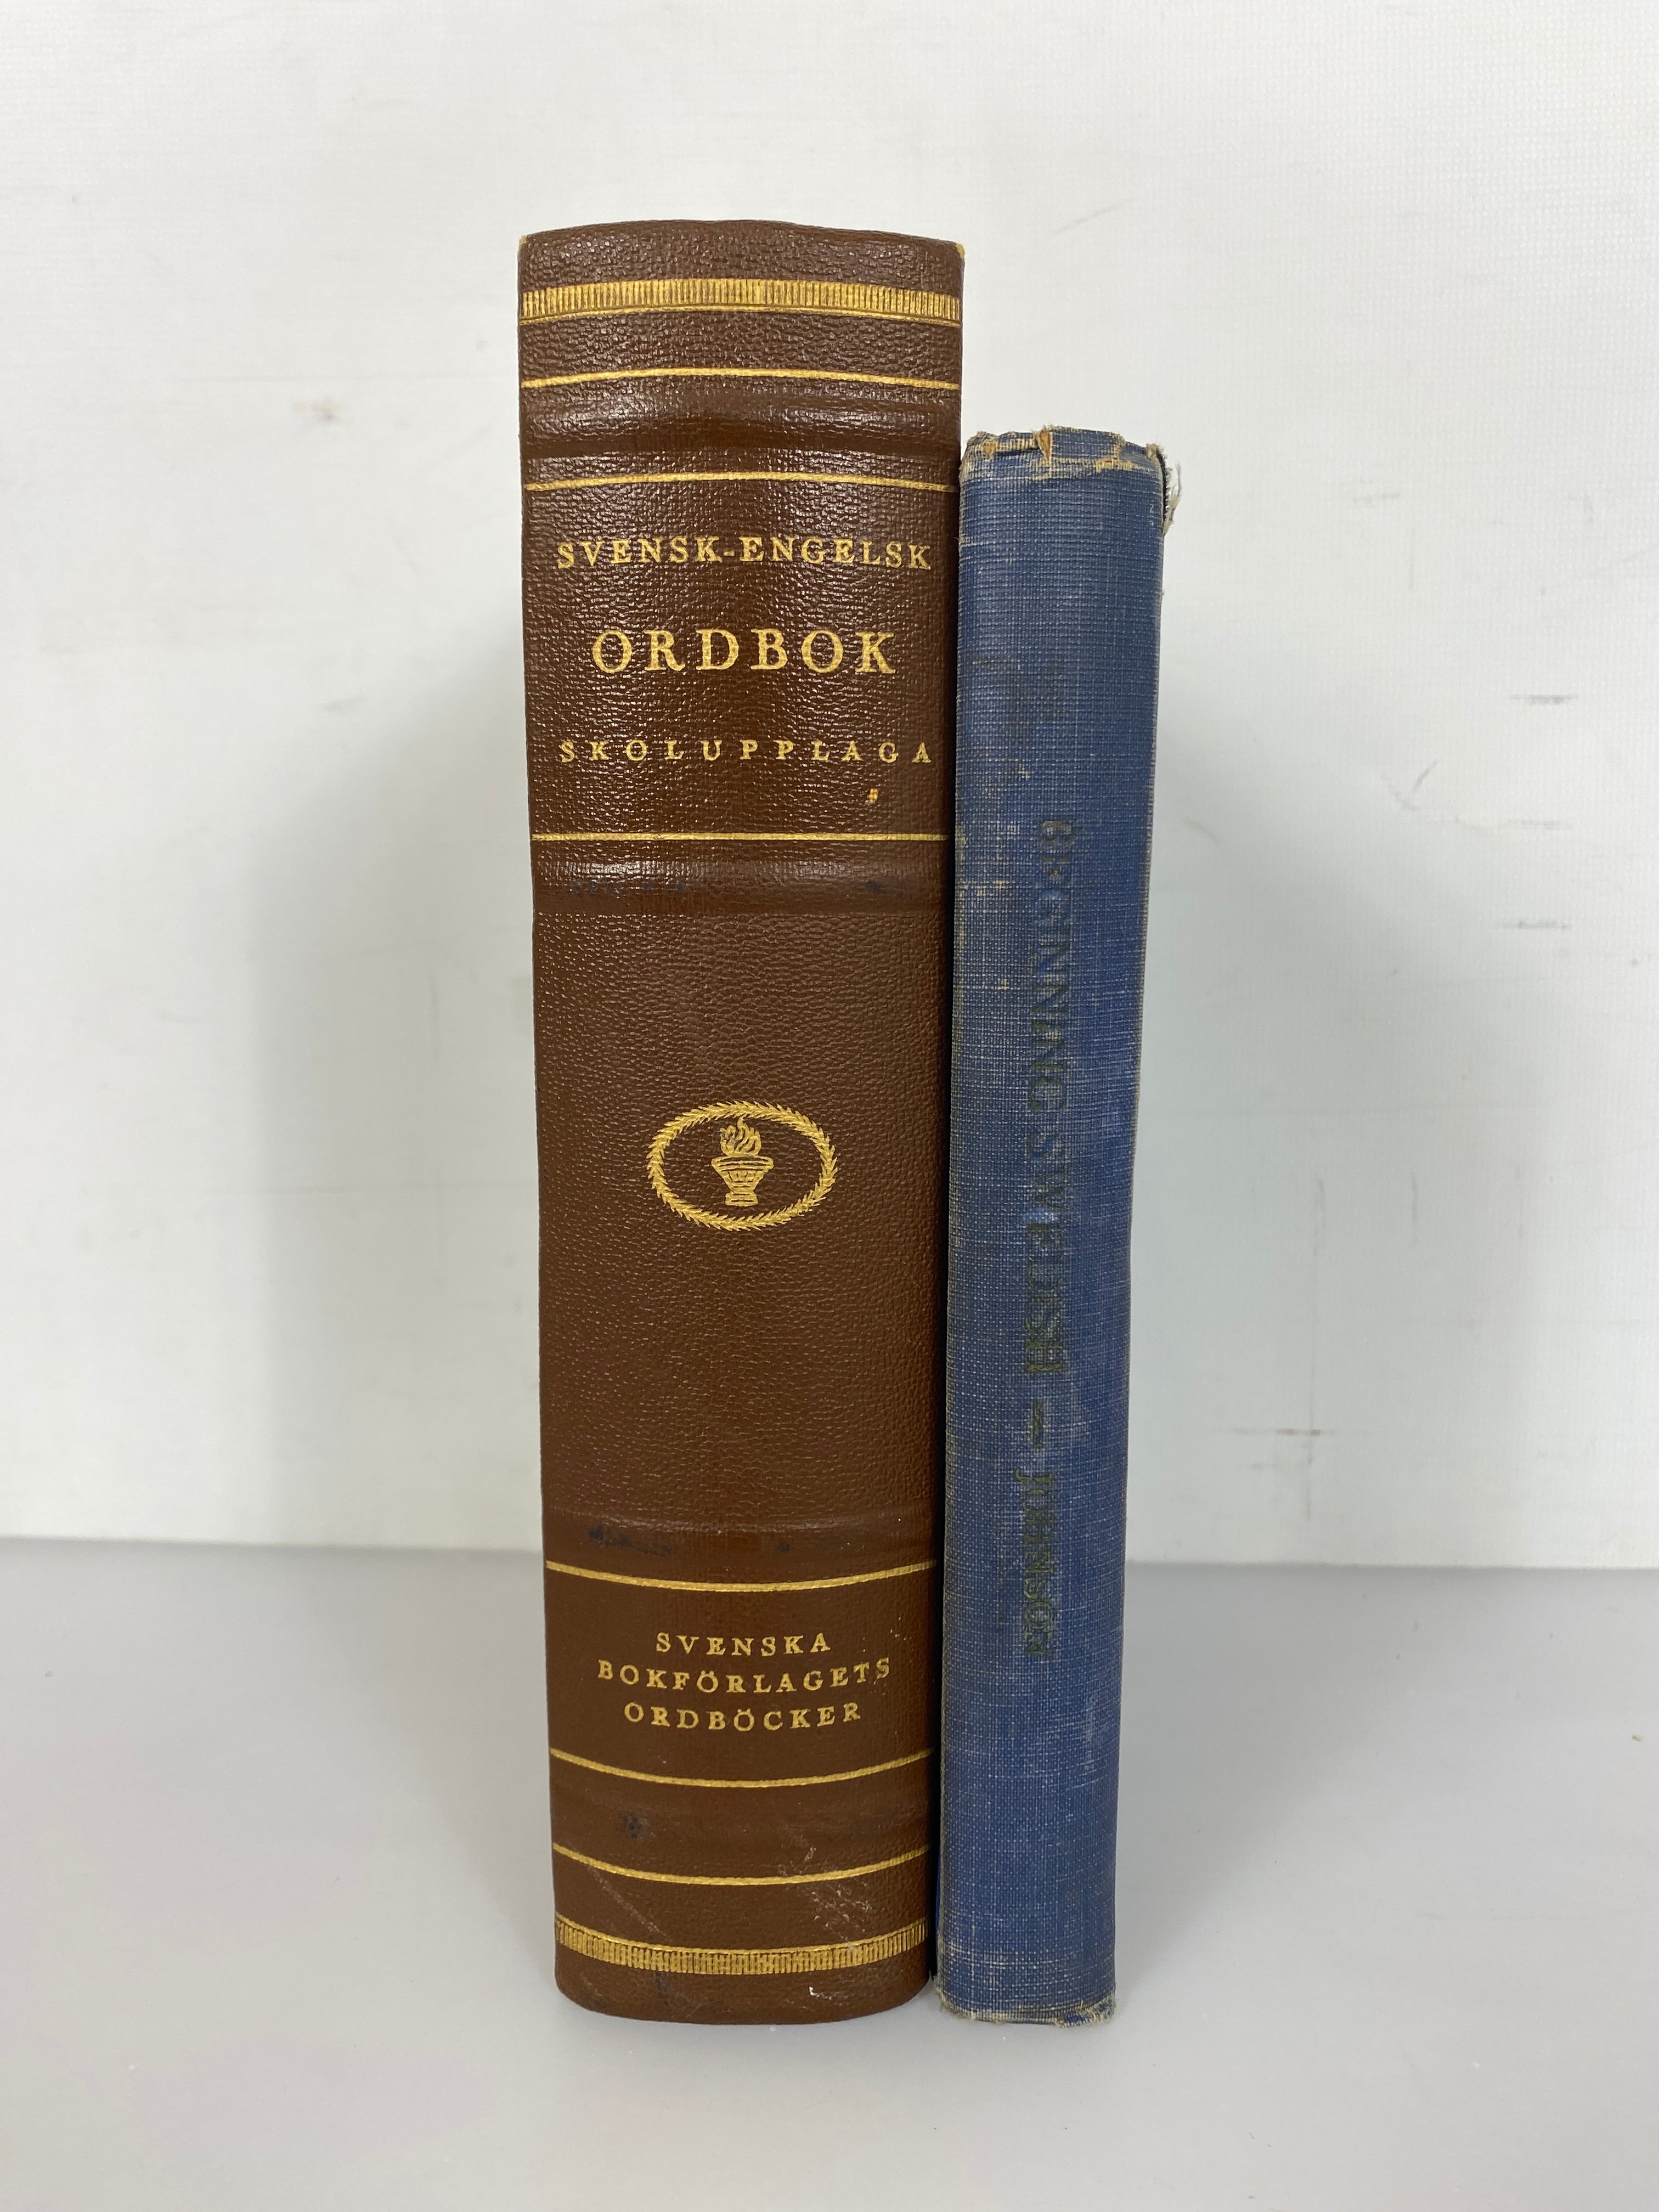 SVENSK-ENGELSK
ORDBOK
SKOLUPPLAGA
SVENSKA
BOKFÖRLAGETS
ORDBÖCKER
BEGINNING SWEDISH — JOHNSON